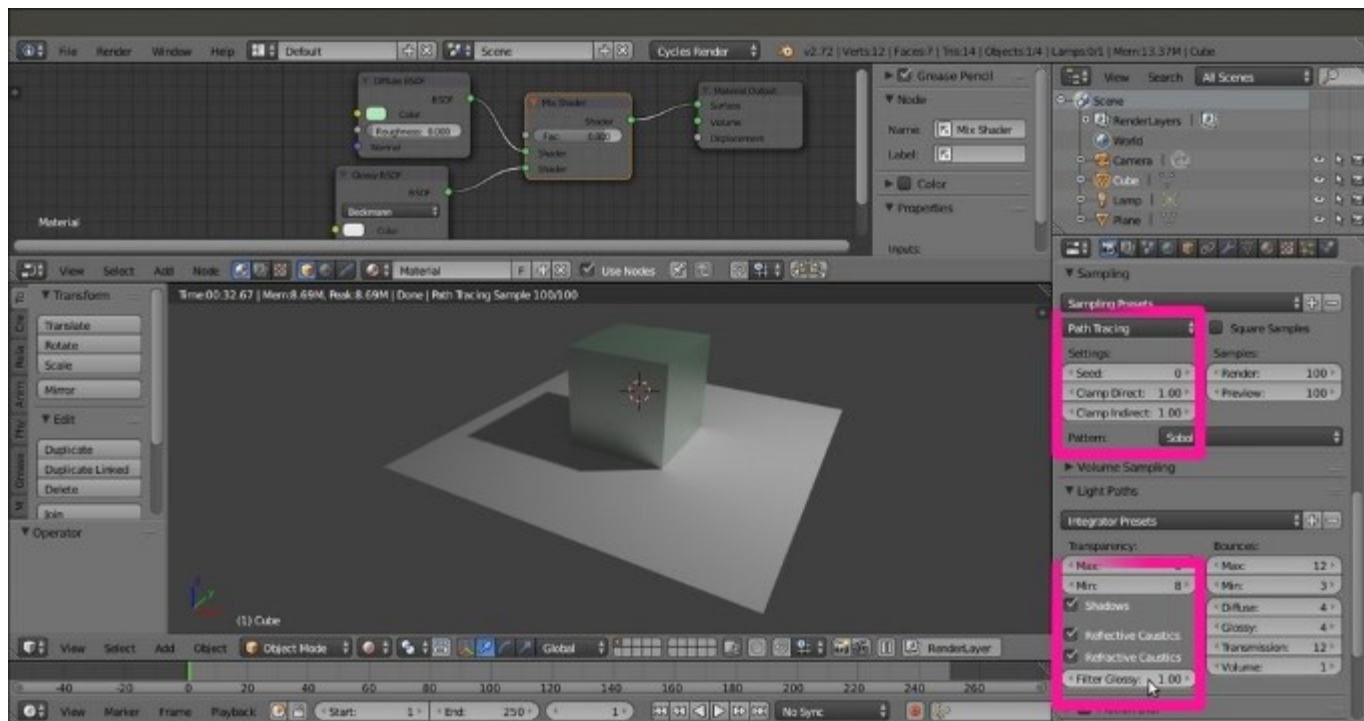 File Render Window Help Default Scene Cycles Render v2.72 | Verts:12 | Faces:7 | Tris:14 | Objects:1/4 | Lamps:0/1 | Mem:13.37M | Cube
Diffuse BSDF
BSDF
Color
Roughness: 0.000
Normal
Mix Shader
Shader
Fac:
Shader
Shader
Material Output
Surface
Volume
Displacement
Glossy BSDF
BSDF
Beckmann
Color
Material
Grease Pencil
Node
Name: Mix Shader
Label:
Color
Properties
Inputs:
View Search All Scenes
Scene
RenderLayers
World
Camera
Cube
Lamp
Plane
View Select Add Node Material F Use Nodes
Transform
Translate
Rotate
Scale
Mirror
Edit
Duplicate
Duplicate Linked
Delete
Join
Operator
Time:00:32.67 | Mem:8.69M, Peak:8.69M | Done | Path Tracing Sample 100/100
(1) Cube
Sampling
Sampling Presets
Path Tracing Square Samples
Settings: Samples:
Seed: 0 Render: 100
Clamp Direct: 1.00 Preview: 100
Clamp Indirect: 1.00
Pattern: Sobol
Volume Sampling
Light Paths
Integrator Presets
Transparency: Bounces:
Max: Max: 12
Min: 8 Min: 3
Shadows Diffuse: 4
Reflective Caustics Glossy: 4
Refractive Caustics Transmission: 12
Filter Glossy: 1.00 Volume: 1
View Select Add Object Object Mode Global RenderLayer
-40 -20 0 20 40 60 80 100 120 140 160 180 200 220 240 260
View Marker Frame Playback Start: 1 End: 250 1 No Sync